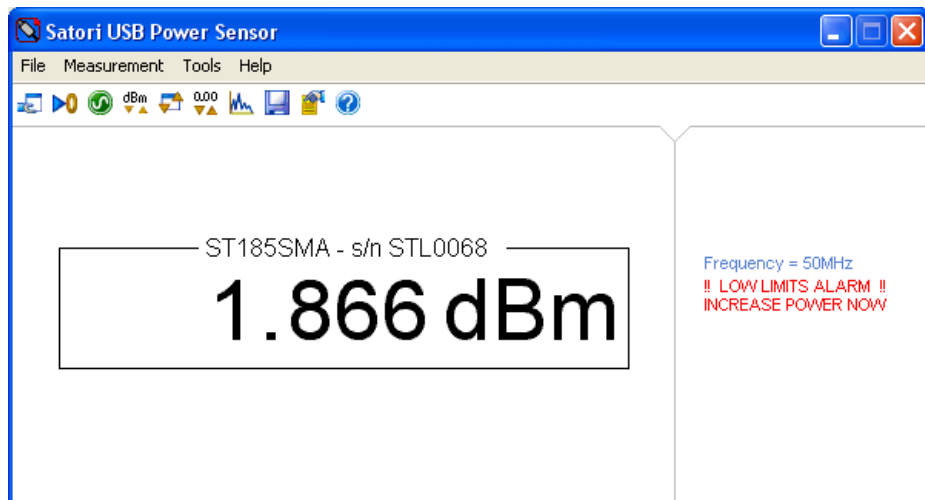 Satori USB Power Sensor
File Measurement Tools Help
dBm 0.00
ST185SMA - s/n STL0068
1.866 dBm
Frequency = 50MHz
!! LOW LIMITS ALARM !!
INCREASE POWER NOW